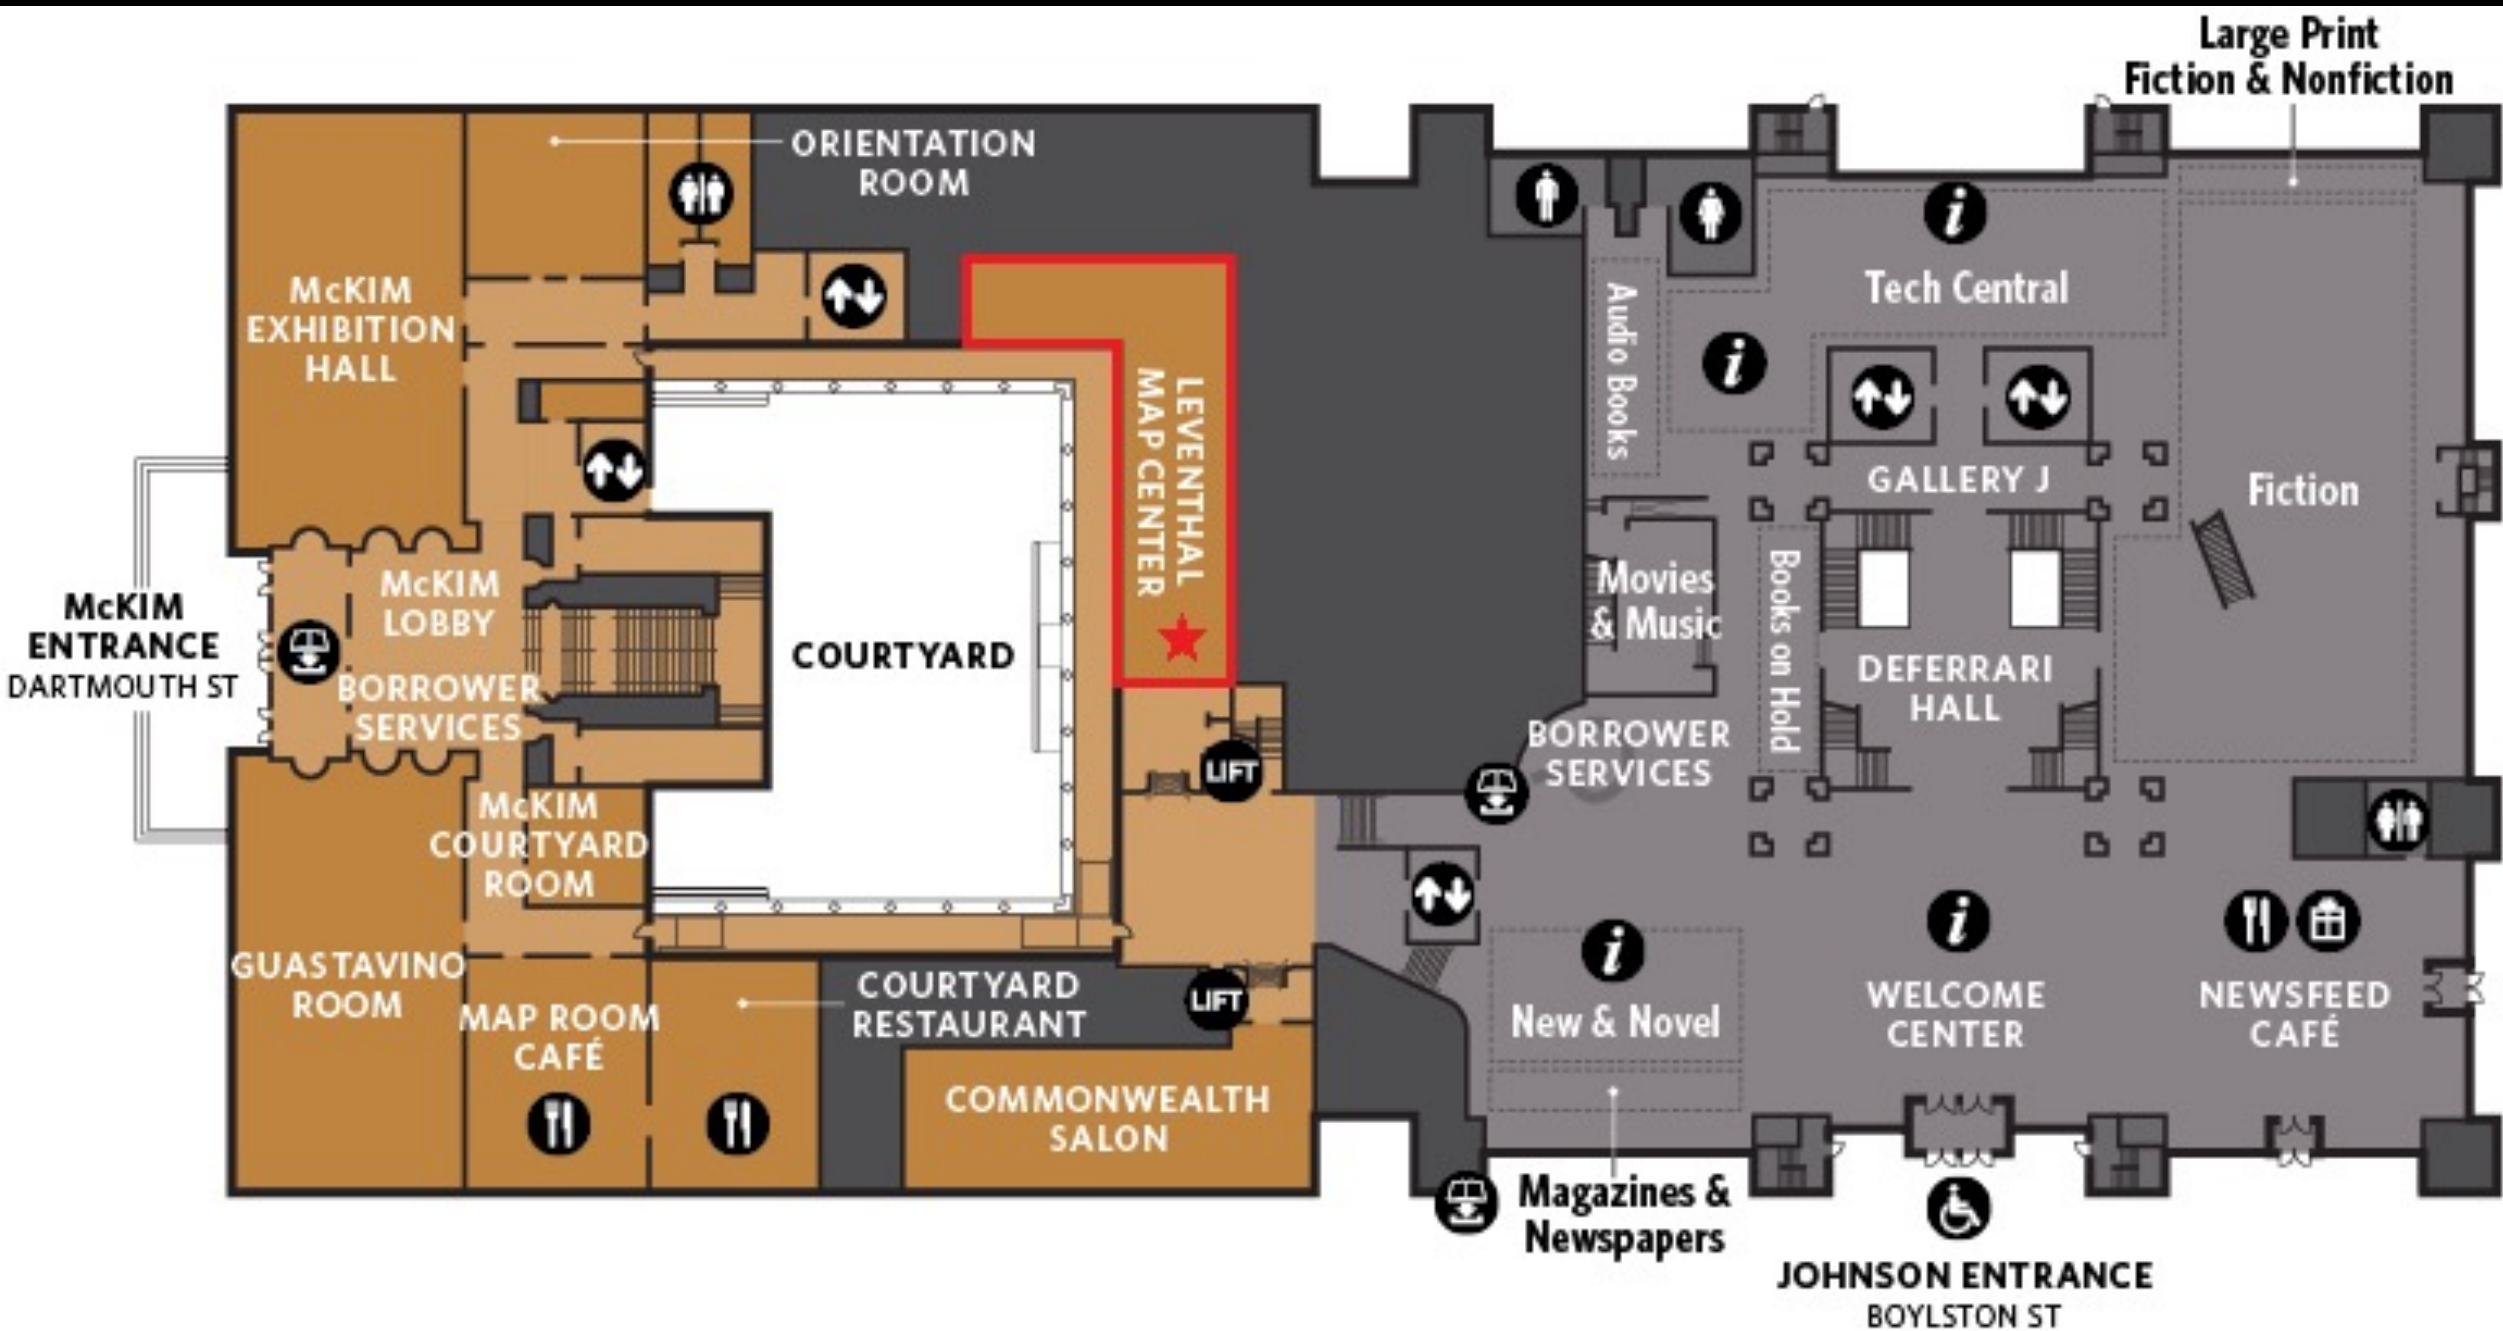 Large Print
Fiction & Nonfiction
ORIENTATION
ROOM
McKIM
EXHIBITION
HALL
LEVENTHAL
MAP CENTER
Audio Books
i
Tech Central
i
GALLERY J
Fiction
McKIM
ENTRANCE
DARTMOUTH ST
McKIM
LOBBY
BORROWER
SERVICES
COURTYARD
Movies
& Music
Books on Hold
DEFERRARI
HALL
LIFT
BORROWER
SERVICES
McKIM
COURTYARD
ROOM
GUASTAVINO
ROOM
MAP ROOM
CAFÉ
COURTYARD
RESTAURANT
LIFT
COMMONWEALTH
SALON
i
New & Novel
i
WELCOME
CENTER
NEWSFEED
CAFÉ
Magazines &
Newspapers
JOHNSON ENTRANCE
BOYLSTON ST